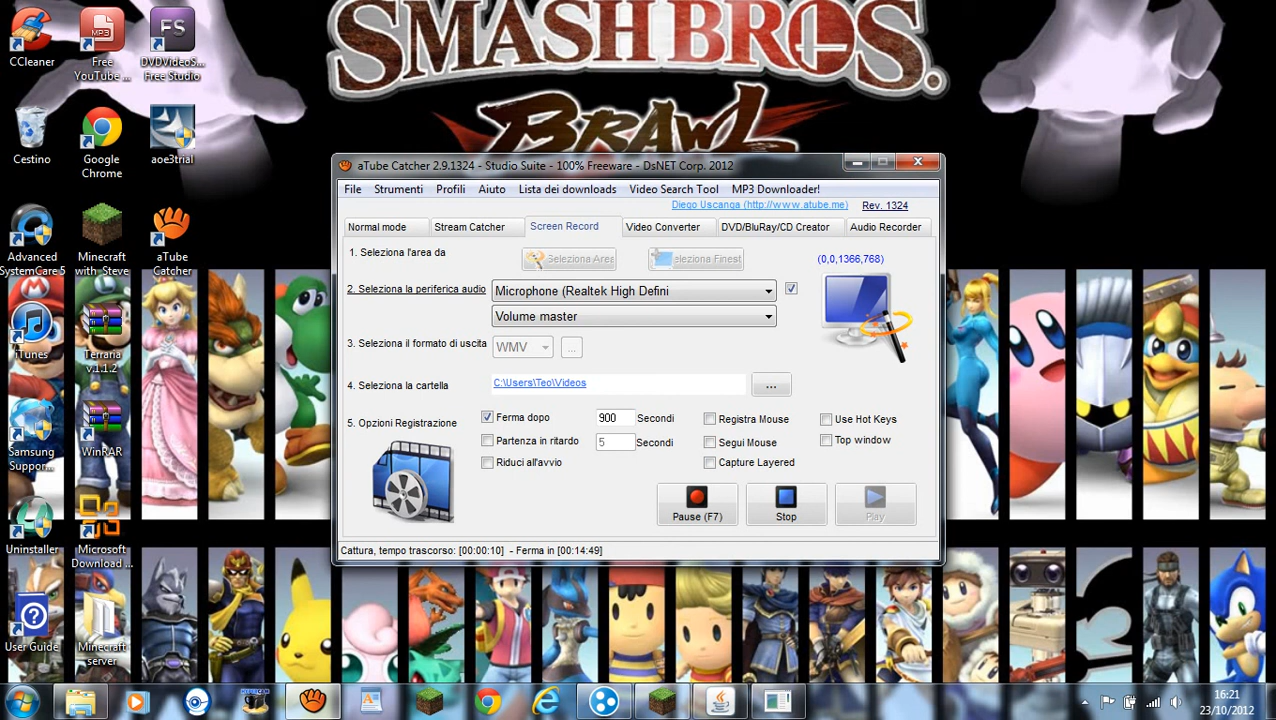 SMASH BROS.
BRAWL
CCleaner
Free YouTube ...
DVDVideoS... Free Studio
Cestino
Google Chrome
aoe3trial
Advanced SystemCare 5
Minecraft with_Steve
aTube Catcher
iTunes
Terraria v.1.1.2
Samsung Suppor...
WinRAR
Uninstaller
Microsoft Download ...
User Guide
Minecraft server
aTube Catcher 2.9.1324 - Studio Suite - 100% Freeware - DsNET Corp. 2012
File Strumenti Profili Aiuto Lista dei downloads Video Search Tool MP3 Downloader!
Diego Uscanga (http://www.atube.me) Rev. 1324
Normal mode Stream Catcher Screen Record Video Converter DVD/BluRay/CD Creator Audio Recorder
1. Seleziona l'area da Seleziona Area Seleziona Finest (0,0,1366,768)
2. Seleziona la periferica audio Microphone (Realtek High Defini
Volume master
3. Seleziona il formato di uscita WMV ...
4. Seleziona la cartella C:\Users\Teo\Videos ...
5. Opzioni Registrazione Ferma dopo 900 Secondi Registra Mouse Use Hot Keys
Partenza in ritardo 5 Secondi Segui Mouse Top window
Riduci all'avvio Capture Layered
Pause (F7) Stop Play
Cattura, tempo trascorso: [00:00:10] - Ferma in [00:14:49]
HYPERCAM
16:21
23/10/2012